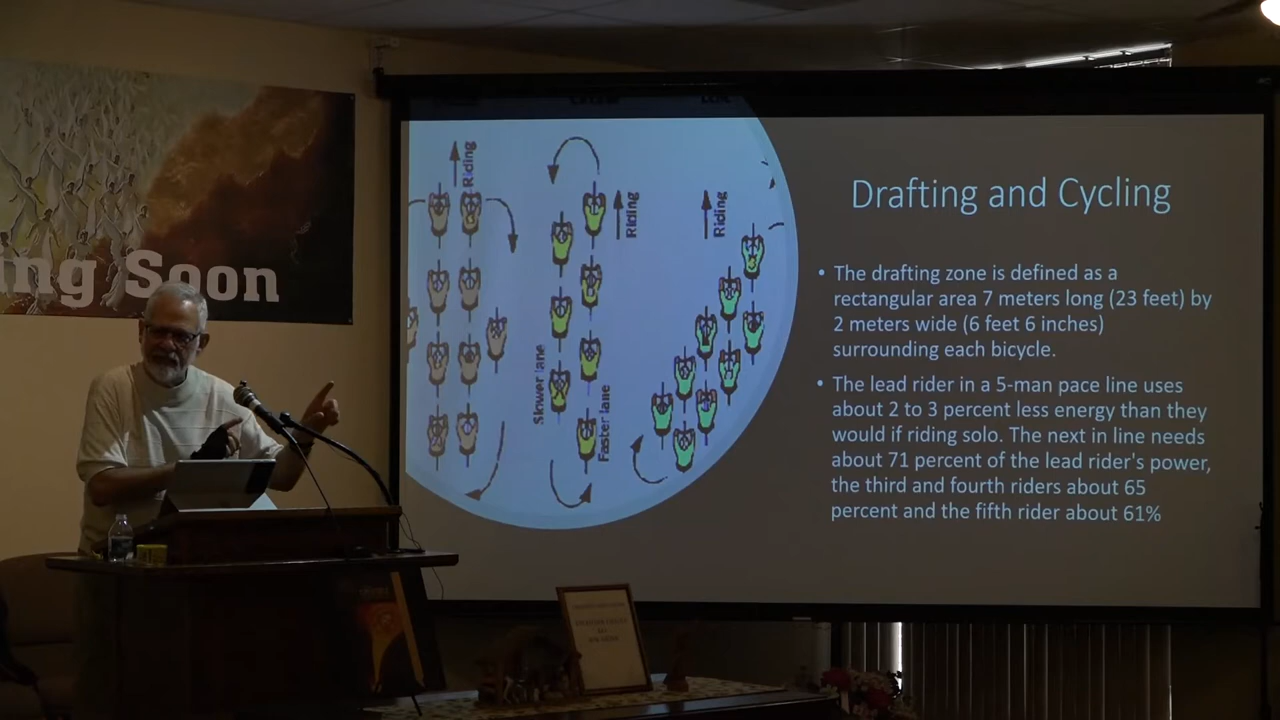 ing Soon
Riding
Riding
Riding
Slower lane
Faster lane
Drafting and Cycling
• The drafting zone is defined as a
rectangular area 7 meters long (23 feet) by
2 meters wide (6 feet 6 inches)
surrounding each bicycle.
• The lead rider in a 5-man pace line uses
about 2 to 3 percent less energy than they
would if riding solo. The next in line needs
about 71 percent of the lead rider's power,
the third and fourth riders about 65
percent and the fifth rider about 61%